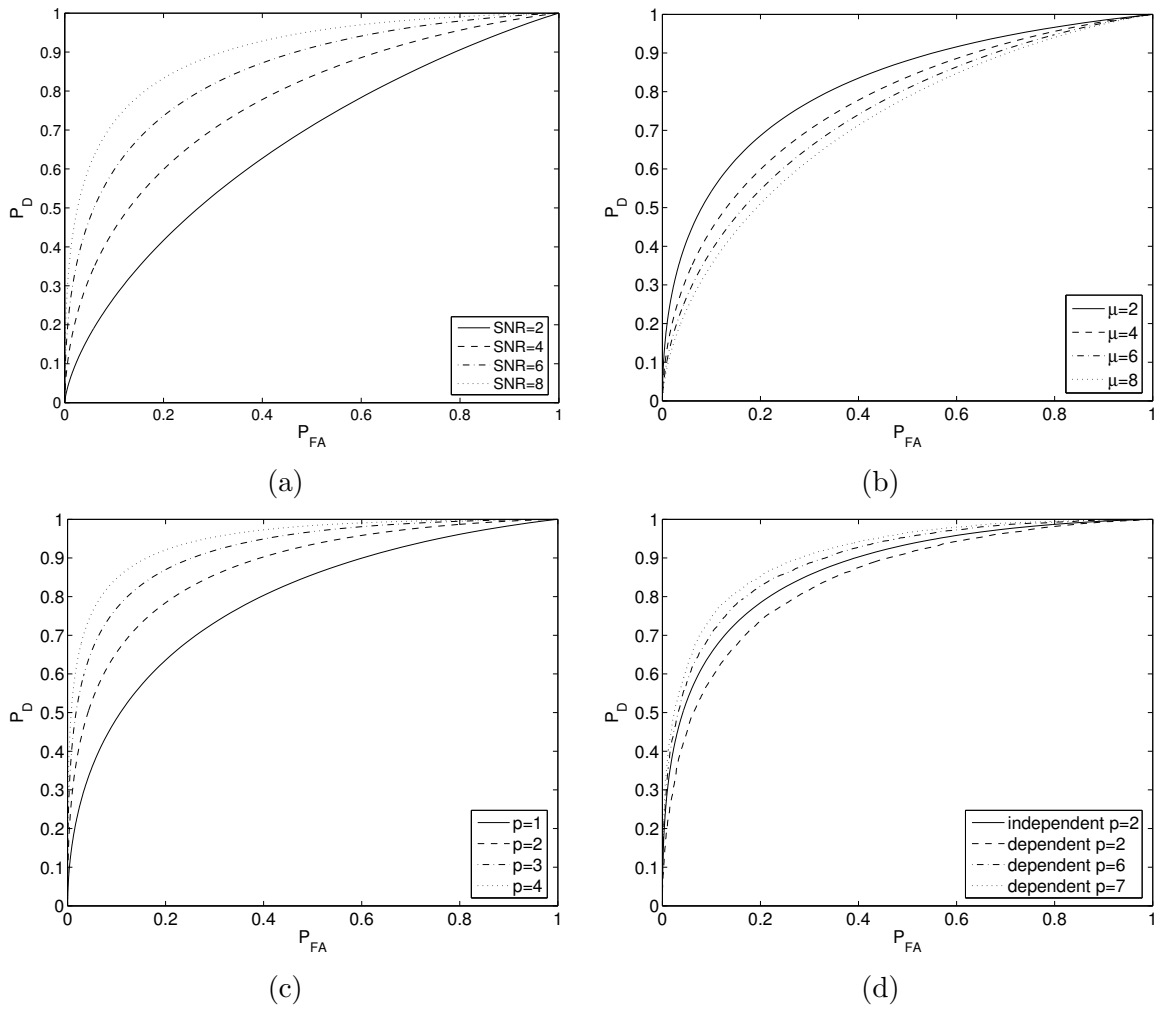 1
0.9
0.8
0.7
0.6
0.5
0.4
0.3
0.2
0.1
0
P_D
0 0.2 0.4 0.6 0.8 1
P_FA
SNR=2
SNR=4
SNR=6
SNR=8
(a)
1
0.9
0.8
0.7
0.6
0.5
0.4
0.3
0.2
0.1
0
P_D
0 0.2 0.4 0.6 0.8 1
P_FA
μ=2
μ=4
μ=6
μ=8
(b)
1
0.9
0.8
0.7
0.6
0.5
0.4
0.3
0.2
0.1
0
P_D
0 0.2 0.4 0.6 0.8 1
P_FA
p=1
p=2
p=3
p=4
(c)
1
0.9
0.8
0.7
0.6
0.5
0.4
0.3
0.2
0.1
0
P_D
0 0.2 0.4 0.6 0.8 1
P_FA
independent p=2
dependent p=2
dependent p=6
dependent p=7
(d)